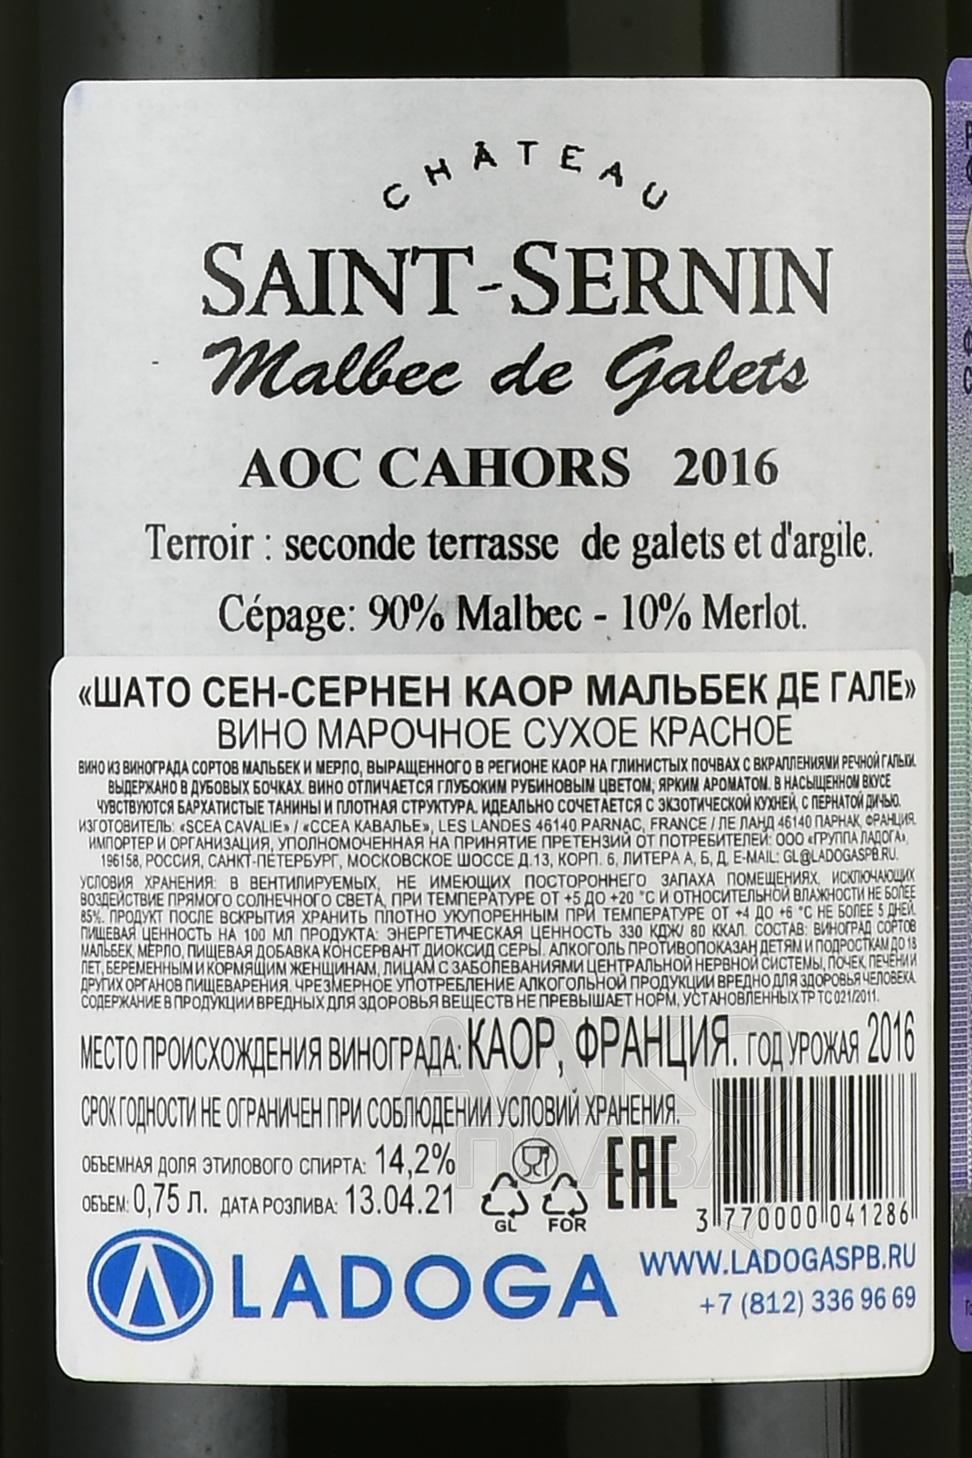 CHÂTEAU
SAINT-SERNIN
Malbec de Galets
AOC CAHORS 2016
Terroir : seconde terrasse de galets et d'argile.
Cépage: 90% Malbec - 10% Merlot.
«ШАТО СЕН-СЕРНЕН КАОР МАЛЬБЕК ДЕ ГАЛЕ»
ВИНО МАРОЧНОЕ СУХОЕ КРАСНОЕ
ВИНО ИЗ ВИНОГРАДА СОРТОВ МАЛЬБЕК И МЕРЛО, ВЫРАЩЕННОГО В РЕГИОНЕ КАОР НА ГЛИНИСТЫХ ПОЧВАХ С ВКРАПЛЕНИЯМИ РЕЧНОЙ ГАЛЬКИ.
ВЫДЕРЖАНО В ДУБОВЫХ БОЧКАХ. ВИНО ОТЛИЧАЕТСЯ ГЛУБОКИМ РУБИНОВЫМ ЦВЕТОМ, ЯРКИМ АРОМАТОМ. В НАСЫЩЕННОМ ВКУСЕ
ЧУВСТВУЮТСЯ БАРХАТИСТЫЕ ТАНИНЫ И ПЛОТНАЯ СТРУКТУРА. ИДЕАЛЬНО СОЧЕТАЕТСЯ С ЭКЗОТИЧЕСКОЙ КУХНЕЙ, С ПЕРНАТОЙ ДИЧЬЮ.
ИЗГОТОВИТЕЛЬ: «SCEA CAVALIE» / «ССЕА КАВАЛЬЕ», LES LANDES 46140 PARNAC, FRANCE / ЛЕ ЛАНД 46140 ПАРНАК, ФРАНЦИЯ.
ИМПОРТЕР И ОРГАНИЗАЦИЯ, УПОЛНОМОЧЕННАЯ НА ПРИНЯТИЕ ПРЕТЕНЗИЙ ОТ ПОТРЕБИТЕЛЕЙ: ООО «ГРУППА ЛАДОГА»,
196158, РОССИЯ, САНКТ-ПЕТЕРБУРГ, МОСКОВСКОЕ ШОССЕ Д.13, КОРП. 6, ЛИТЕРА А, Б, Д, E-MAIL: GL@LADOGASPB.RU.
УСЛОВИЯ ХРАНЕНИЯ: В ВЕНТИЛИРУЕМЫХ, НЕ ИМЕЮЩИХ ПОСТОРОННЕГО ЗАПАХА ПОМЕЩЕНИЯХ, ИСКЛЮЧАЮЩИХ
ВОЗДЕЙСТВИЕ ПРЯМОГО СОЛНЕЧНОГО СВЕТА, ПРИ ТЕМПЕРАТУРЕ ОТ +5 ДО +20 °С И ОТНОСИТЕЛЬНОЙ ВЛАЖНОСТИ НЕ БОЛЕЕ
85%. ПРОДУКТ ПОСЛЕ ВСКРЫТИЯ ХРАНИТЬ ПЛОТНО УКУПОРЕННЫМ ПРИ ТЕМПЕРАТУРЕ ОТ +4 ДО +6 °С НЕ БОЛЕЕ 5 ДНЕЙ.
ПИЩЕВАЯ ЦЕННОСТЬ НА 100 МЛ ПРОДУКТА: ЭНЕРГЕТИЧЕСКАЯ ЦЕННОСТЬ 330 КДЖ/ 80 ККАЛ. СОСТАВ: ВИНОГРАД СОРТОВ
МАЛЬБЕК, МЕРЛО, ПИЩЕВАЯ ДОБАВКА КОНСЕРВАНТ ДИОКСИД СЕРЫ. АЛКОГОЛЬ ПРОТИВОПОКАЗАН ДЕТЯМ И ПОДРОСТКАМ ДО 18
ЛЕТ, БЕРЕМЕННЫМ И КОРМЯЩИМ ЖЕНЩИНАМ, ЛИЦАМ С ЗАБОЛЕВАНИЯМИ ЦЕНТРАЛЬНОЙ НЕРВНОЙ СИСТЕМЫ, ПОЧЕК, ПЕЧЕНИ И
ДРУГИХ ОРГАНОВ ПИЩЕВАРЕНИЯ. ЧРЕЗМЕРНОЕ УПОТРЕБЛЕНИЕ АЛКОГОЛЬНОЙ ПРОДУКЦИИ ВРЕДНО ДЛЯ ЗДОРОВЬЯ ЧЕЛОВЕКА.
СОДЕРЖАНИЕ В ПРОДУКЦИИ ВРЕДНЫХ ДЛЯ ЗДОРОВЬЯ ВЕЩЕСТВ НЕ ПРЕВЫШАЕТ НОРМ, УСТАНОВЛЕННЫХ ТР ТС 021/2011.
МЕСТО ПРОИСХОЖДЕНИЯ ВИНОГРАДА: КАОР, ФРАНЦИЯ. ГОД УРОЖАЯ 2016
СРОК ГОДНОСТИ НЕ ОГРАНИЧЕН ПРИ СОБЛЮДЕНИИ УСЛОВИЙ ХРАНЕНИЯ.
ОБЪЕМНАЯ ДОЛЯ ЭТИЛОВОГО СПИРТА: 14,2%
ОБЪЕМ: 0,75 Л. ДАТА РОЗЛИВА: 13.04.21
GL FOR
EAC
3 770000 041286
LADOGA
WWW.LADOGASPB.RU
+7 (812) 336 96 69